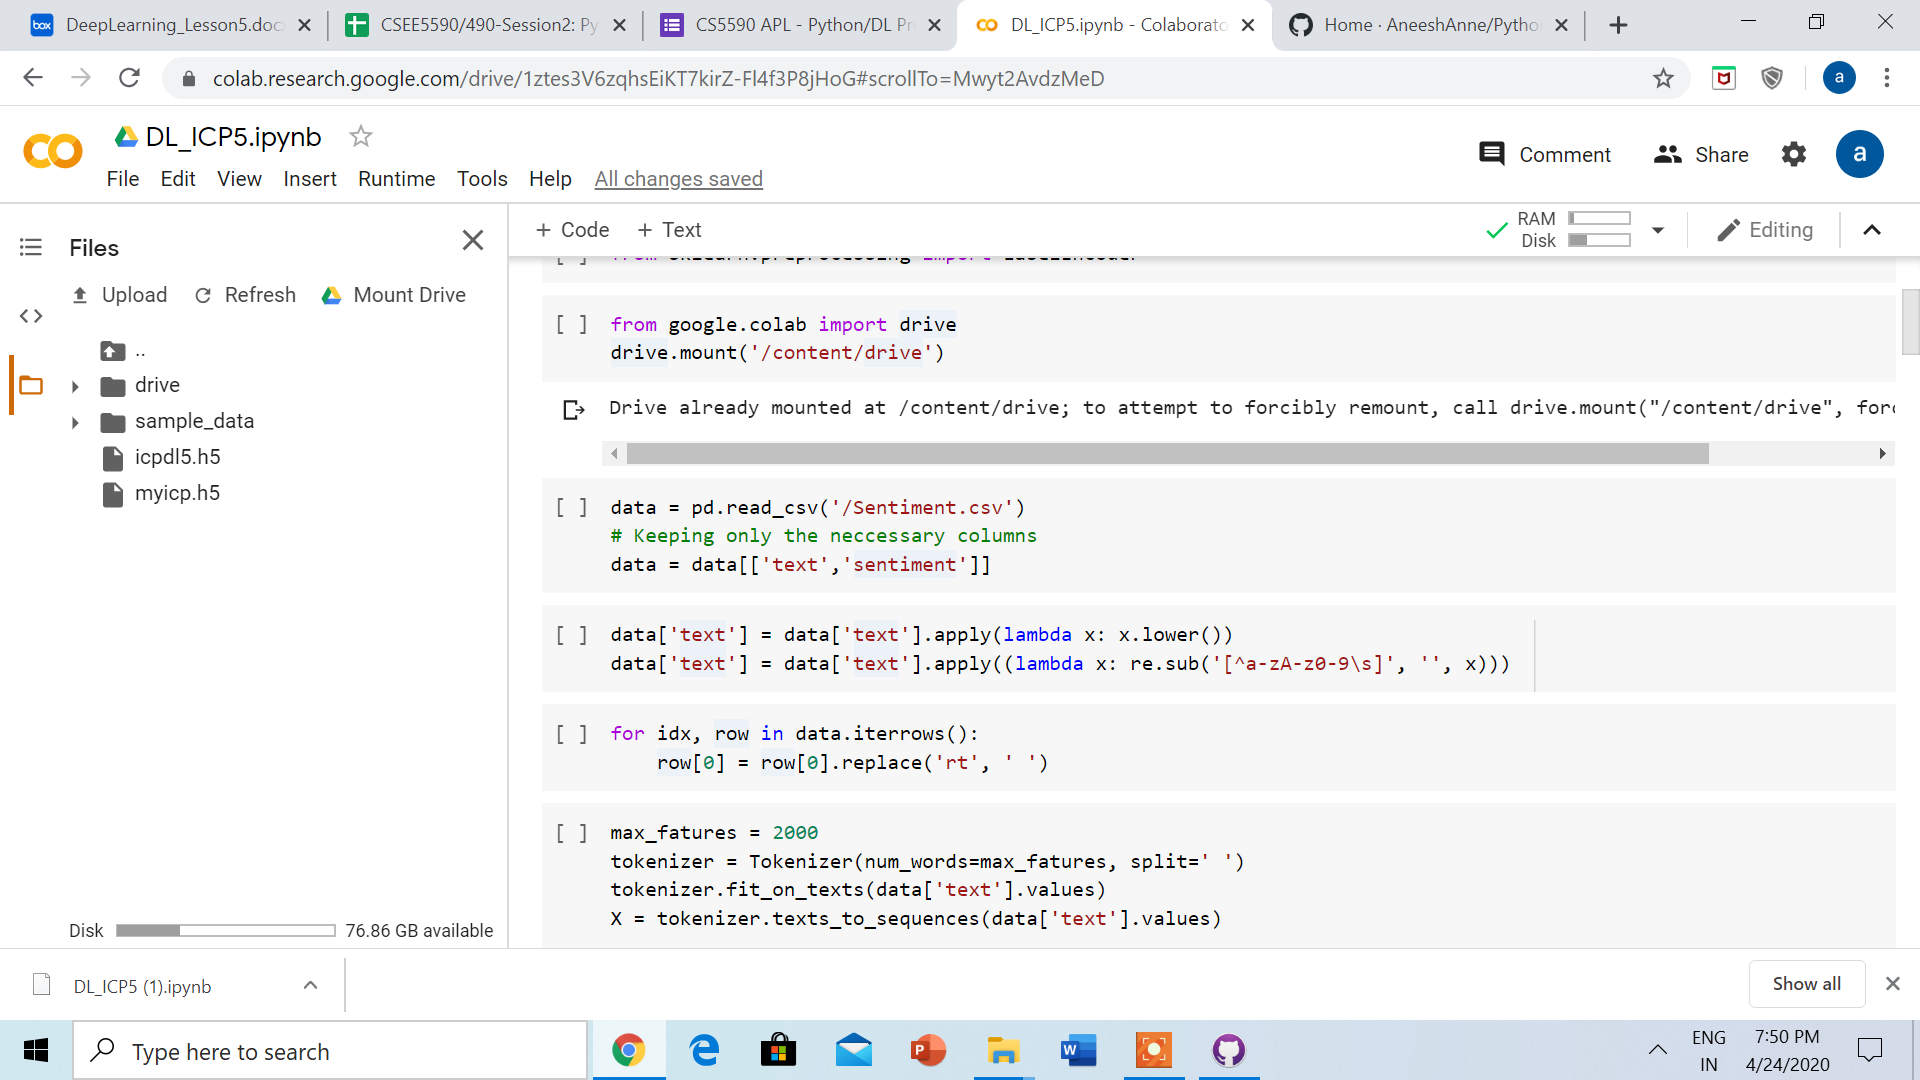 DeepLearning_Lesson5.doc
CSEE5590/490-Session2: Py
CS5590 APL - Python/DL Pr
DL_ICP5.ipynb - Colaborato
Home · AneeshAnne/Pytho
colab.research.google.com/drive/1ztes3V6zqhsEiKT7kirZ-Fl4f3P8jHoG#scrollTo=Mwyt2AvdzMeD
a
CO
DL_ICP5.ipynb
Comment
Share
a
File Edit View Insert Runtime Tools Help All changes saved
Files
+ Code + Text
RAM
Disk
Editing
Upload Refresh Mount Drive
..
drive
sample_data
icpdl5.h5
myicp.h5
Disk 76.86 GB available
[ ] from sklearn.preprocessing import LabelEncoder
[ ] from google.colab import drive
drive.mount('/content/drive')
Drive already mounted at /content/drive; to attempt to forcibly remount, call drive.mount("/content/drive", forc
[ ] data = pd.read_csv('/Sentiment.csv')
# Keeping only the neccessary columns
data = data[['text','sentiment']]
[ ] data['text'] = data['text'].apply(lambda x: x.lower())
data['text'] = data['text'].apply((lambda x: re.sub('[^a-zA-z0-9\s]', '', x)))
[ ] for idx, row in data.iterrows():
row[0] = row[0].replace('rt', ' ')
[ ] max_fatures = 2000
tokenizer = Tokenizer(num_words=max_fatures, split=' ')
tokenizer.fit_on_texts(data['text'].values)
X = tokenizer.texts_to_sequences(data['text'].values)
DL_ICP5 (1).ipynb
Show all
Type here to search
ENG
IN
7:50 PM
4/24/2020